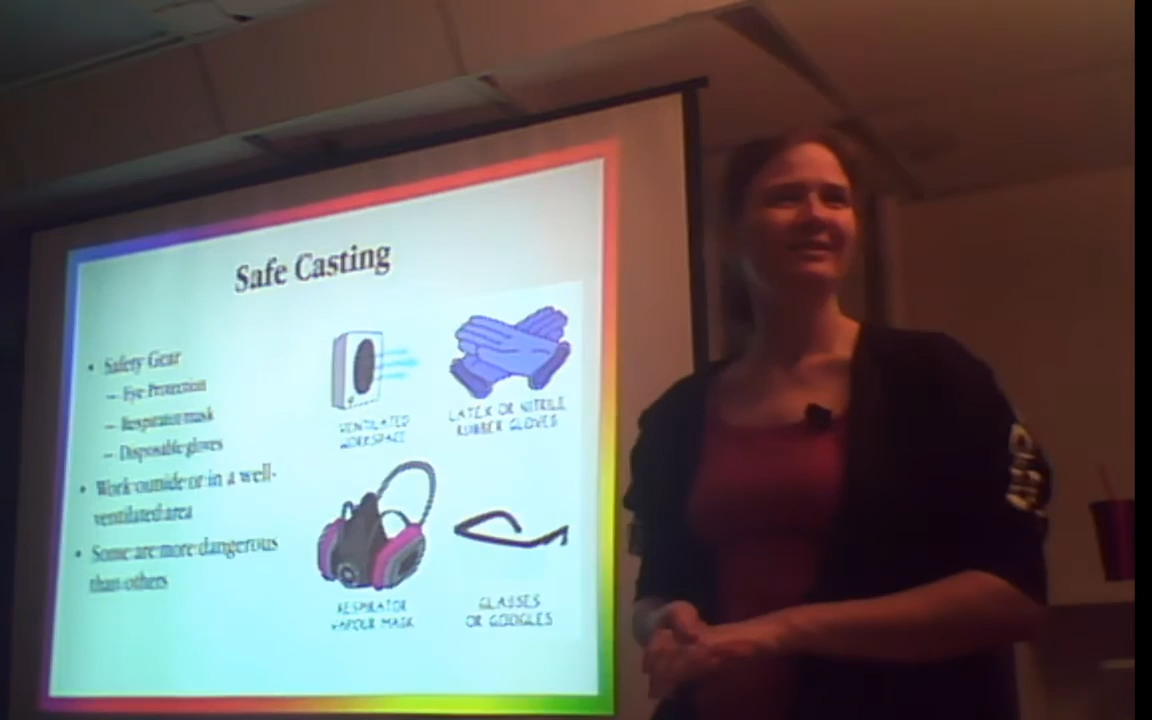 Safe Casting
• Safety Gear
– Eye Protection
– Respirator mask
– Disposable gloves
• Work outside or in a well-
ventilated area
• Some are more dangerous
than others
VENTILATED
WORKSPACE
LATEX OR NITRILE
RUBBER GLOVES
RESPIRATOR
VAPOUR MASK
GLASSES
OR GOGGLES